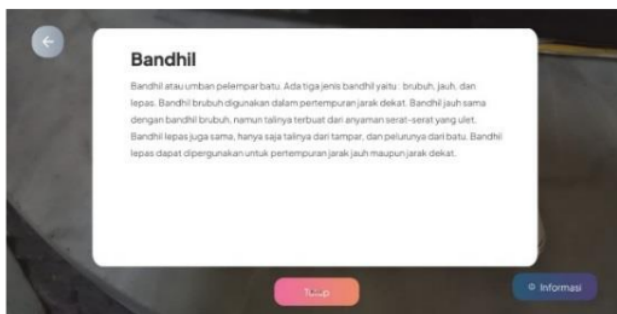 Bandhil
Bandhil atau umban pelempar batu. Ada tiga jenis bandhil yaitu : brubuh, jauh, dan
lepas. Bandhil brubuh digunakan dalam pertempuran jarak dekat. Bandhil jauh sama
dengan bandhil brubuh, namun talinya terbuat dari anyaman serat-serat yang ulet.
Bandhil lepas juga sama, hanya saja talinya dari tampar, dan pelurunya dari batu. Bandhil
lepas dapat dipergunakan untuk pertempuran jarak jauh maupun jarak dekat.
Tutup
Informasi